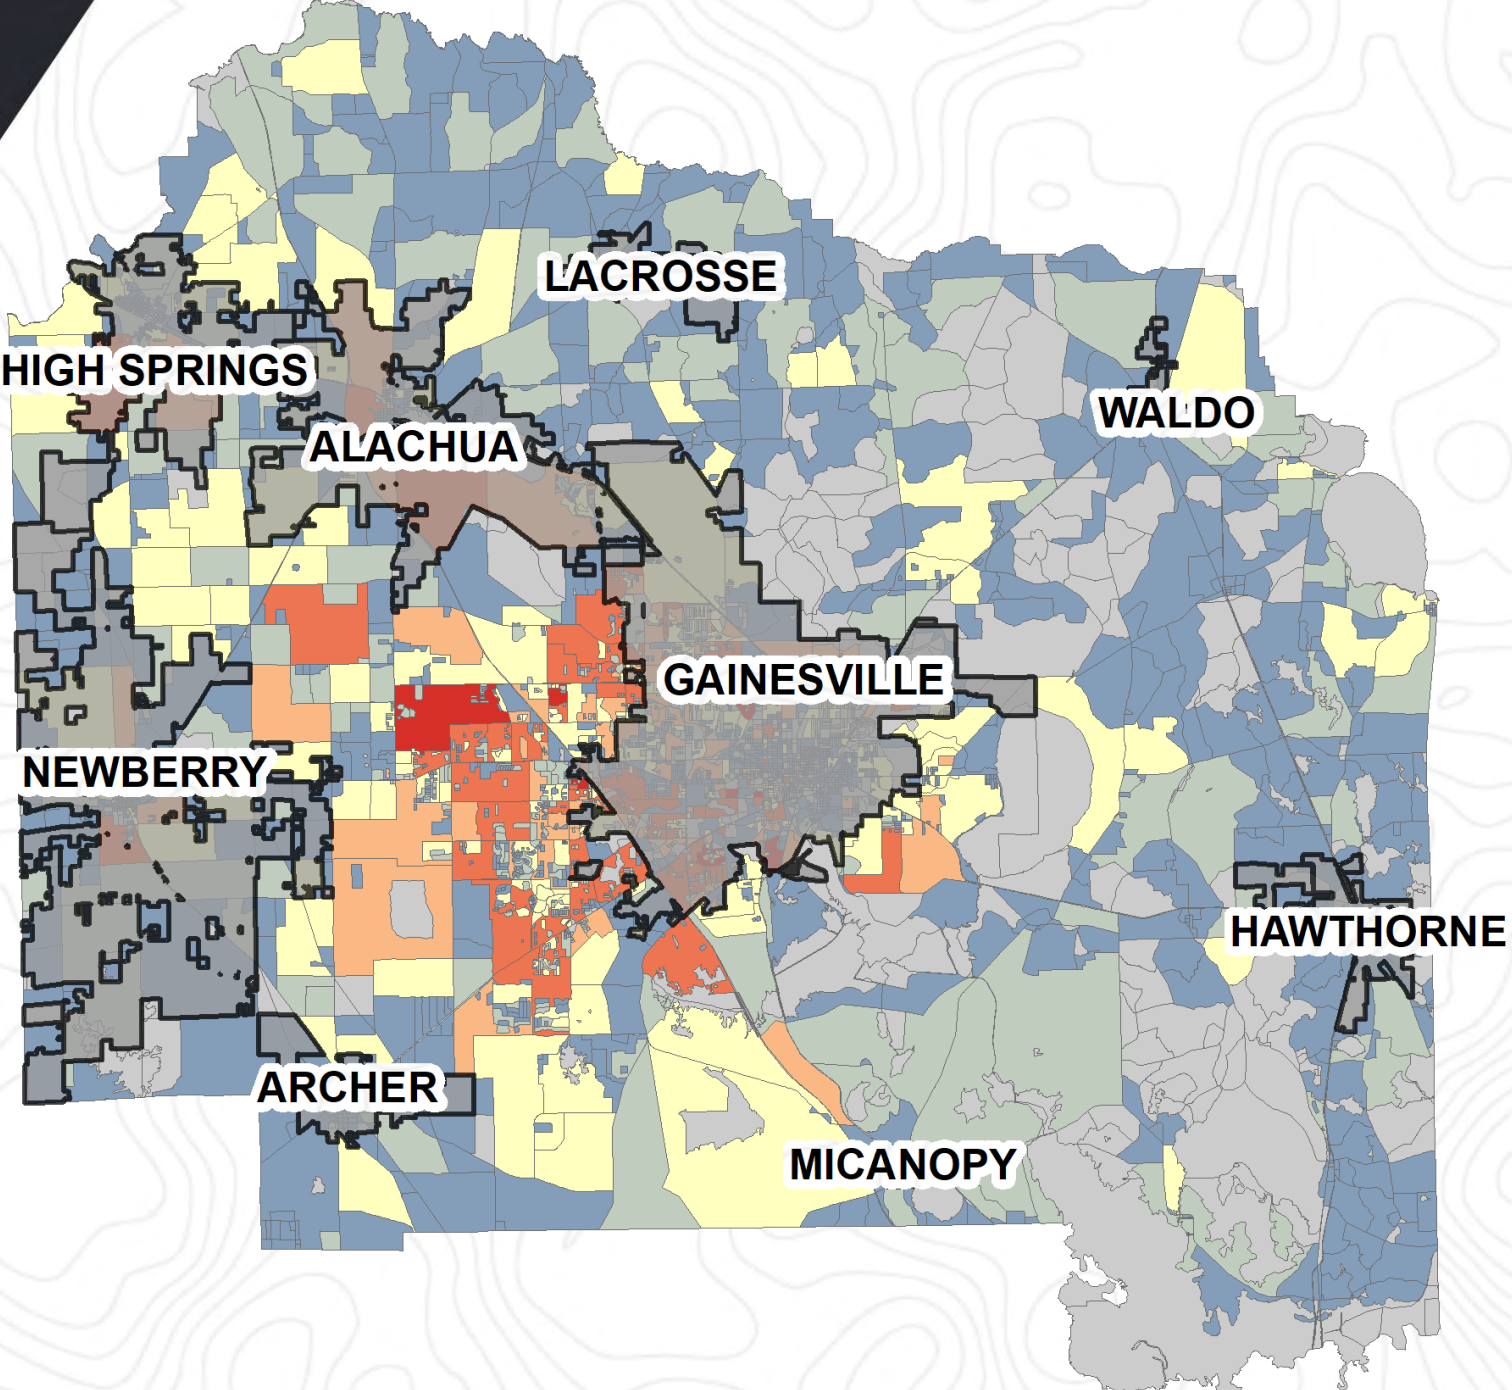 LACROSSE
HIGH SPRINGS
WALDO
ALACHUA
GAINESVILLE
NEWBERRY
HAWTHORNE
ARCHER
MICANOPY